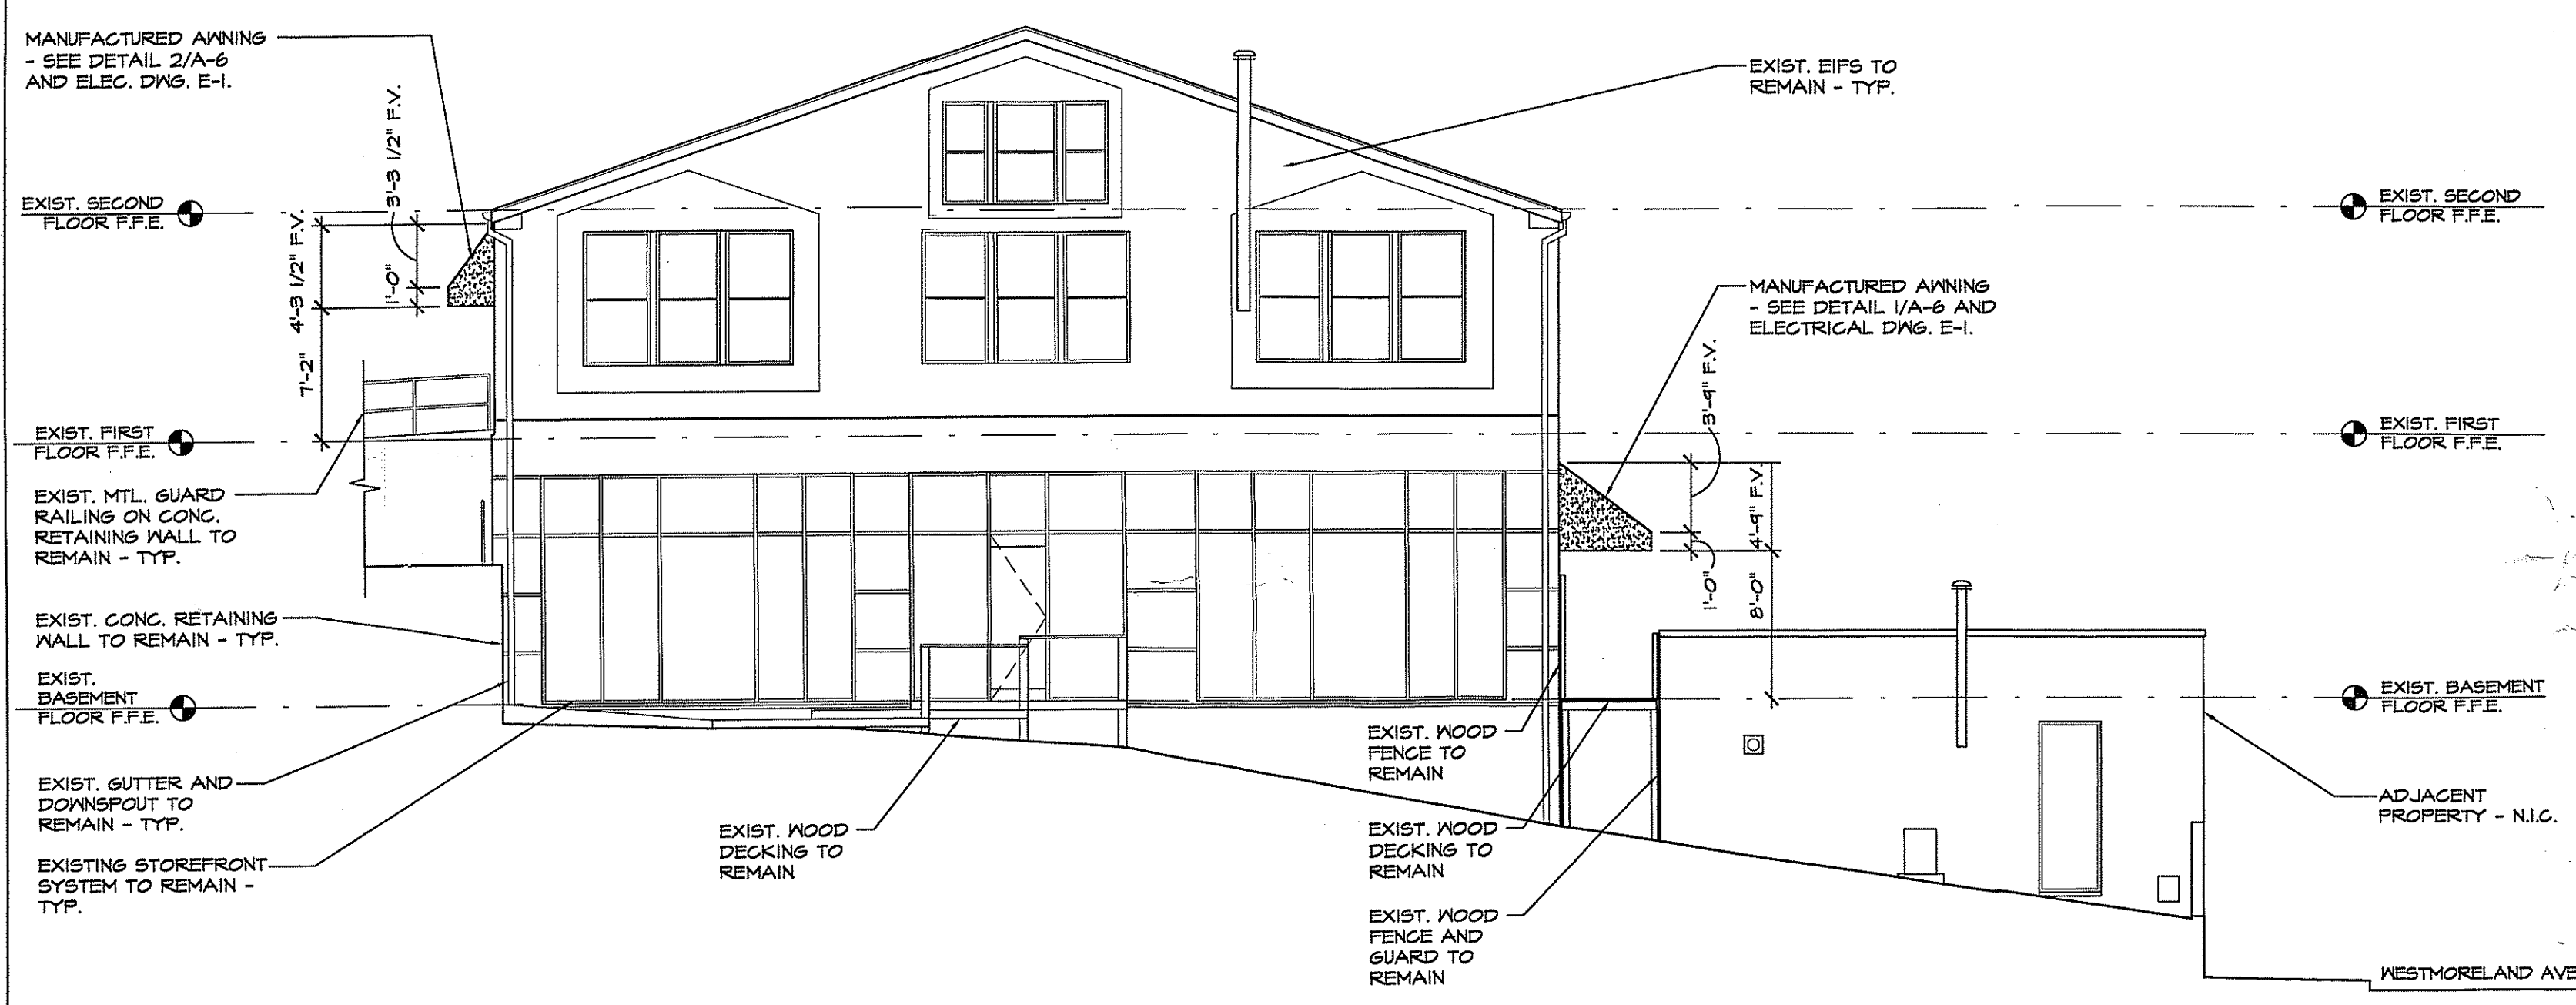 MANUFACTURED AWNING
- SEE DETAIL 2/A-6
AND ELEC. DWG. E-1.
EXIST. SECOND
FLOOR F.F.E.
3'-3 1/2" F.V.
4'-3 1/2" F.V.
1'-0"
7'-2"
EXIST. FIRST
FLOOR F.F.E.
EXIST. MTL. GUARD
RAILING ON CONC.
RETAINING WALL TO
REMAIN - TYP.
EXIST. CONC. RETAINING
WALL TO REMAIN - TYP.
EXIST.
BASEMENT
FLOOR F.F.E.
EXIST. GUTTER AND
DOWNSPOUT TO
REMAIN - TYP.
EXISTING STOREFRONT
SYSTEM TO REMAIN -
TYP.
EXIST. WOOD
DECKING TO
REMAIN
EXIST. EIFS TO
REMAIN - TYP.
EXIST. SECOND
FLOOR F.F.E.
MANUFACTURED AWNING
- SEE DETAIL 1/A-6 AND
ELECTRICAL DWG. E-1.
3'-9" F.V.
4'-9" F.V.
1'-0"
8'-0"
EXIST. FIRST
FLOOR F.F.E.
EXIST. BASEMENT
FLOOR F.F.E.
EXIST. WOOD
FENCE TO
REMAIN
EXIST. WOOD
DECKING TO
REMAIN
EXIST. WOOD
FENCE AND
GUARD TO
REMAIN
ADJACENT
PROPERTY - N.I.C.
WESTMORELAND AVE